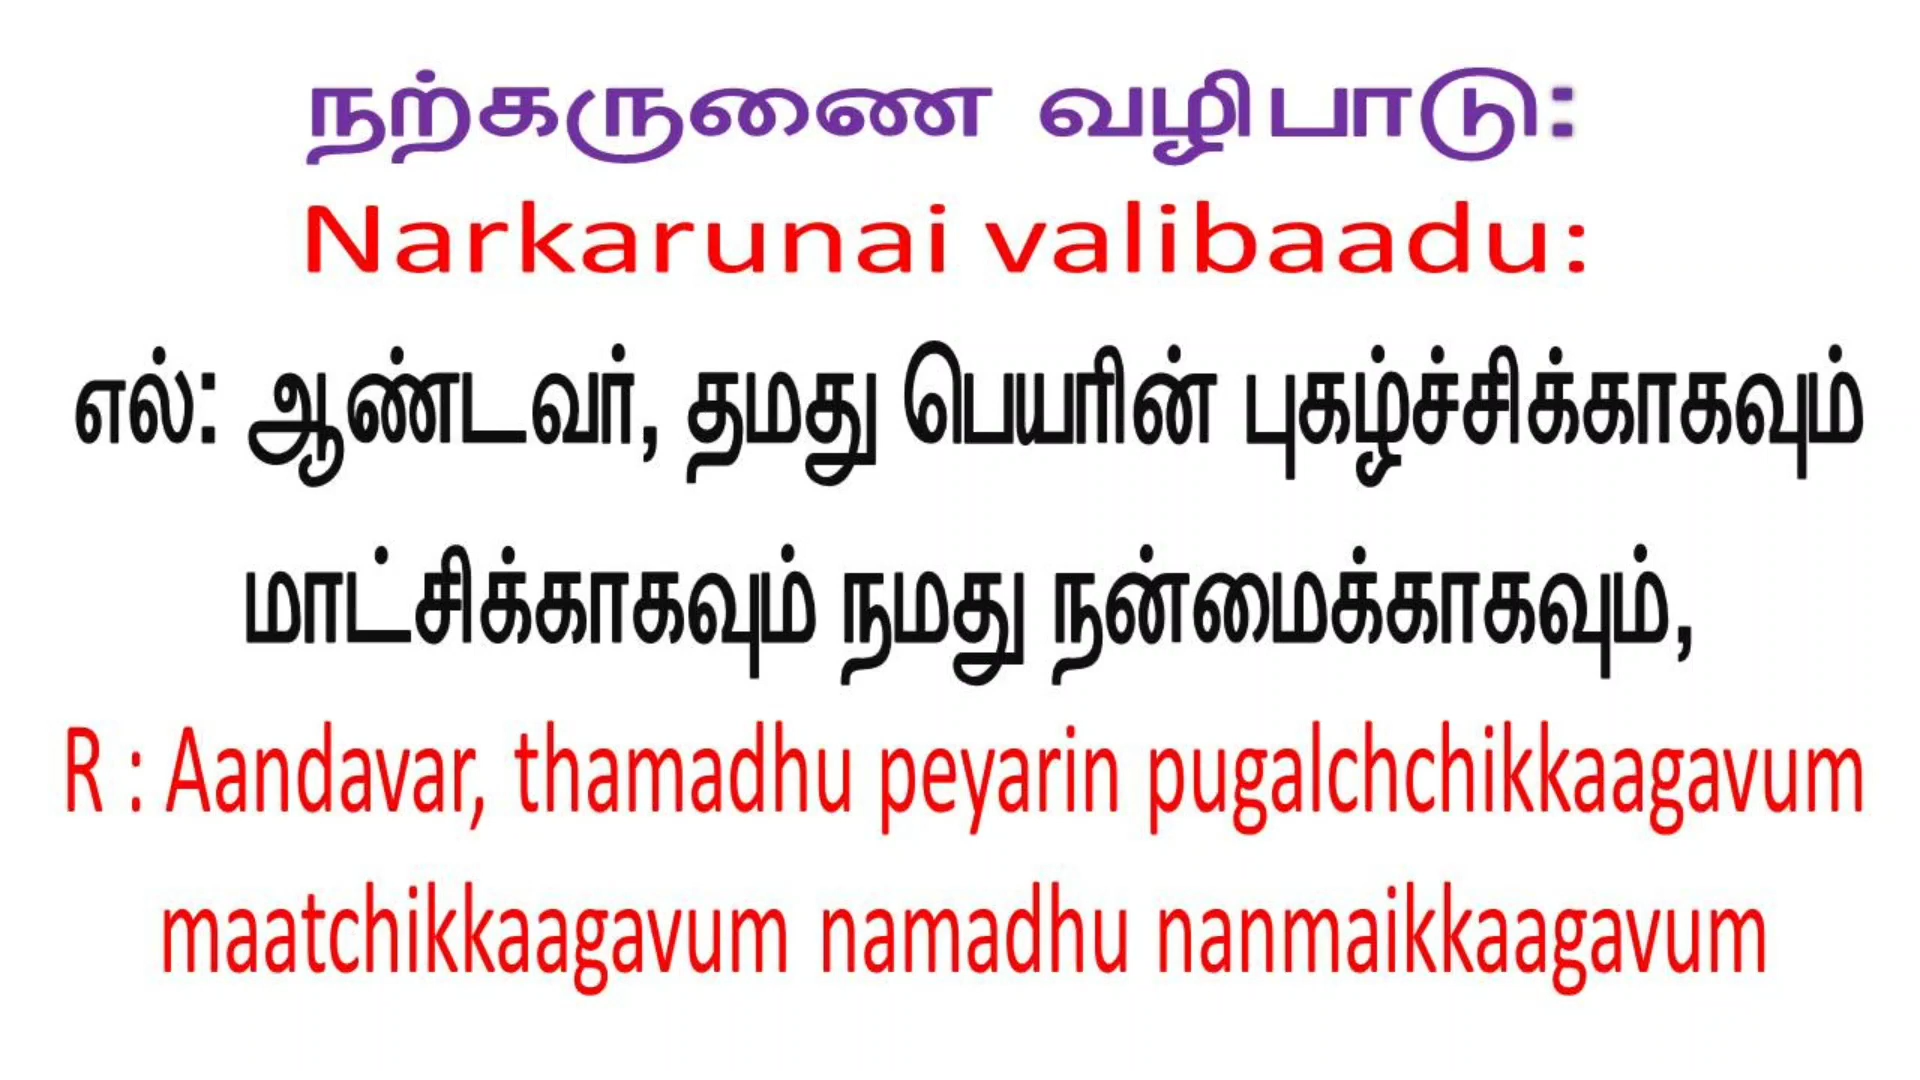 நற்கருணை வழிபாடு:
Narkarunai valibaadu:
எல்: ஆண்டவர், தமது பெயரின் புகழ்ச்சிக்காகவும்
மாட்சிக்காகவும் நமது நன்மைக்காகவும்,
R : Aandavar, thamadhu peyarin pugalchchikkaagavum
maatchikkaagavum namadhu nanmaikkaagavum